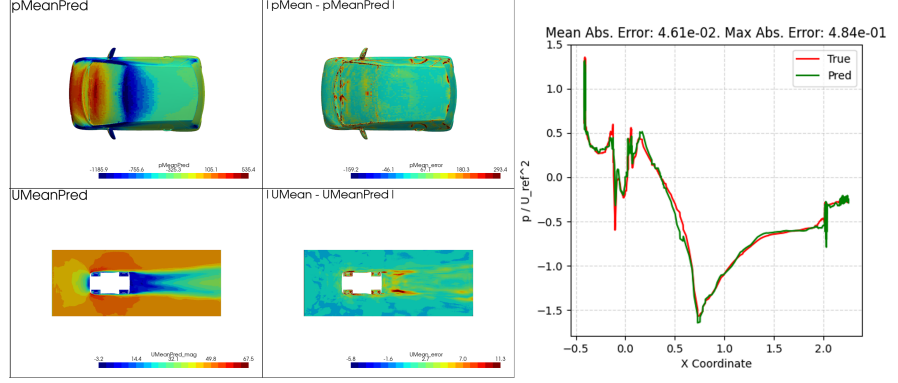 pMeanPred
| pMean - pMeanPred |
pMeanPred
-1185.9 -755.6 -325.3 105.1 535.4
pMean_error
-159.2 -46.1 67.1 180.3 293.4
UMeanPred
| UMean - UMeanPred |
UMeanPred_mag
-3.2 14.4 32.1 49.8 67.5
UMean_error
-5.8 -1.6 2.7 7.0 11.3
Mean Abs. Error: 4.61e-02. Max Abs. Error: 4.84e-01
True
Pred
p / U_ref^2
1.5
1.0
0.5
0.0
−0.5
−1.0
−1.5
−0.5 0.0 0.5 1.0 1.5 2.0
X Coordinate